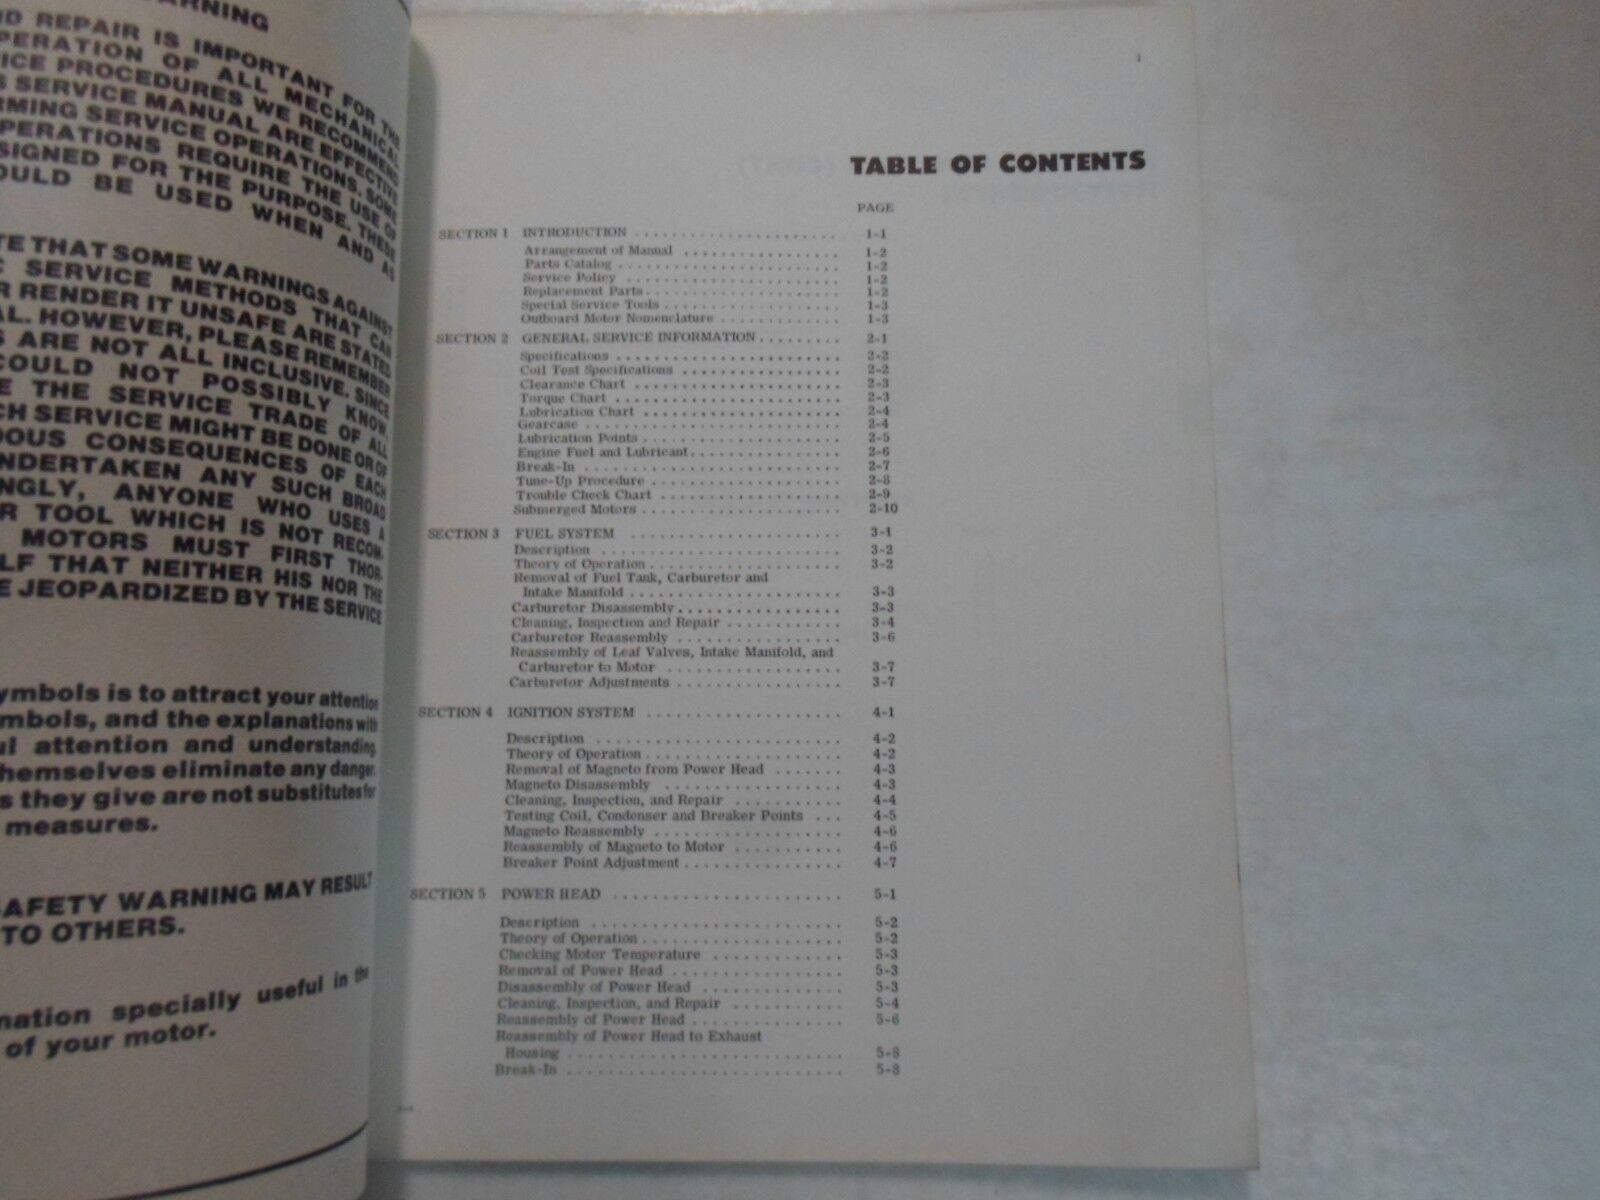 WARNING
ND REPAIR IS IMPORTANT FOR THE
PERATION OF ALL MECHANICAL
ICE PROCEDURES WE RECOMMEND
S SERVICE MANUAL ARE EFFECTIVE
RMING SERVICE OPERATIONS. SOME
PERATIONS REQUIRE THE USE OF
SIGNED FOR THE PURPOSE. THESE
OULD BE USED WHEN AND AS
TE THAT SOME WARNINGS AGAINST
C SERVICE METHODS THAT CAN
R RENDER IT UNSAFE ARE STATED
AL. HOWEVER, PLEASE REMEMBER
S ARE NOT ALL INCLUSIVE. SINCE
COULD NOT POSSIBLY KNOW,
E THE SERVICE TRADE OF ALL
CH SERVICE MIGHT BE DONE OR OF
DOUS CONSEQUENCES OF EACH
NDERTAKEN ANY SUCH BROAD
NGLY, ANYONE WHO USES A
R TOOL WHICH IS NOT RECOM-
MOTORS MUST FIRST THOR-
LF THAT NEITHER HIS NOR THE
E JEOPARDIZED BY THE SERVICE
ymbols is to attract your attention
mbols, and the explanations with
ul attention and understanding.
hemselves eliminate any danger.
s they give are not substitutes for
measures.
SAFETY WARNING MAY RESULT
TO OTHERS.
nation specially useful in the
of your motor.
1
TABLE OF CONTENTS
PAGE
SECTION 1 INTRODUCTION . . . . . . . . . . . . . . . . . . . . . . 1-1
Arrangement of Manual . . . . . . . . . . . . . . . . 1-2
Parts Catalog . . . . . . . . . . . . . . . . . . . . . . 1-2
Service Policy . . . . . . . . . . . . . . . . . . . . . . 1-2
Replacement Parts . . . . . . . . . . . . . . . . . . . 1-2
Special Service Tools . . . . . . . . . . . . . . . . . . 1-3
Outboard Motor Nomenclature . . . . . . . . . . . . 1-3
SECTION 2 GENERAL SERVICE INFORMATION . . . . . . . . . 2-1
Specifications . . . . . . . . . . . . . . . . . . . . . . 2-2
Coil Test Specifications . . . . . . . . . . . . . . . . 2-2
Clearance Chart . . . . . . . . . . . . . . . . . . . . 2-3
Torque Chart . . . . . . . . . . . . . . . . . . . . . . 2-3
Lubrication Chart . . . . . . . . . . . . . . . . . . . 2-4
Gearcase . . . . . . . . . . . . . . . . . . . . . . . . 2-4
Lubrication Points . . . . . . . . . . . . . . . . . . . 2-5
Engine Fuel and Lubricant . . . . . . . . . . . . . . 2-6
Break-In . . . . . . . . . . . . . . . . . . . . . . . . 2-7
Tune-Up Procedure . . . . . . . . . . . . . . . . . . 2-8
Trouble Check Chart . . . . . . . . . . . . . . . . . 2-9
Submerged Motors . . . . . . . . . . . . . . . . . . . 2-10
SECTION 3 FUEL SYSTEM . . . . . . . . . . . . . . . . . . . . 3-1
Description . . . . . . . . . . . . . . . . . . . . . . . 3-2
Theory of Operation . . . . . . . . . . . . . . . . . . 3-2
Removal of Fuel Tank, Carburetor and
Intake Manifold . . . . . . . . . . . . . . . . . . . . 3-3
Carburetor Disassembly . . . . . . . . . . . . . . . . 3-3
Cleaning, Inspection and Repair . . . . . . . . . . . 3-4
Carburetor Reassembly . . . . . . . . . . . . . . . . 3-6
Reassembly of Leaf Valves, Intake Manifold, and
Carburetor to Motor . . . . . . . . . . . . . . . . . 3-7
Carburetor Adjustments . . . . . . . . . . . . . . . . 3-7
SECTION 4 IGNITION SYSTEM . . . . . . . . . . . . . . . . . . 4-1
Description . . . . . . . . . . . . . . . . . . . . . . . 4-2
Theory of Operation . . . . . . . . . . . . . . . . . . 4-2
Removal of Magneto from Power Head . . . . . . . 4-3
Magneto Disassembly . . . . . . . . . . . . . . . . . 4-3
Cleaning, Inspection, and Repair . . . . . . . . . . 4-4
Testing Coil, Condenser and Breaker Points . . . 4-5
Magneto Reassembly . . . . . . . . . . . . . . . . . 4-6
Reassembly of Magneto to Motor . . . . . . . . . . 4-6
Breaker Point Adjustment . . . . . . . . . . . . . . . 4-7
SECTION 5 POWER HEAD . . . . . . . . . . . . . . . . . . . . 5-1
Description . . . . . . . . . . . . . . . . . . . . . . . 5-2
Theory of Operation . . . . . . . . . . . . . . . . . . 5-2
Checking Motor Temperature . . . . . . . . . . . . 5-3
Removal of Power Head . . . . . . . . . . . . . . . . 5-3
Disassembly of Power Head . . . . . . . . . . . . . 5-3
Cleaning, Inspection, and Repair . . . . . . . . . . 5-4
Reassembly of Power Head . . . . . . . . . . . . . . 5-6
Reassembly of Power Head to Exhaust
Housing . . . . . . . . . . . . . . . . . . . . . . . . 5-8
Break-In . . . . . . . . . . . . . . . . . . . . . . . . 5-8